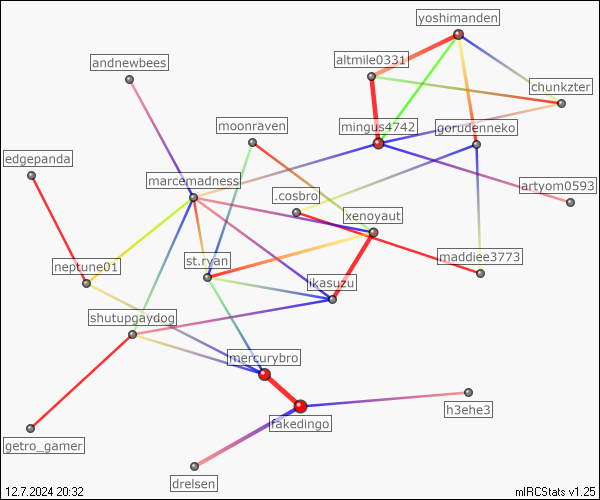 yoshimanden
altmile0331
andnewbees
chunkzter
moonraven
mingus4742
gorudenneko
edgepanda
marcemadness
artyom0593
.cosbro
xenoyaut
st.ryan
maddiee3773
neptune01
ikasuzu
shutupgaydog
mercurybro
h3ehe3
fakedingo
getro_gamer
drelsen
12.7.2024 20:32
mIRCStats v1.25